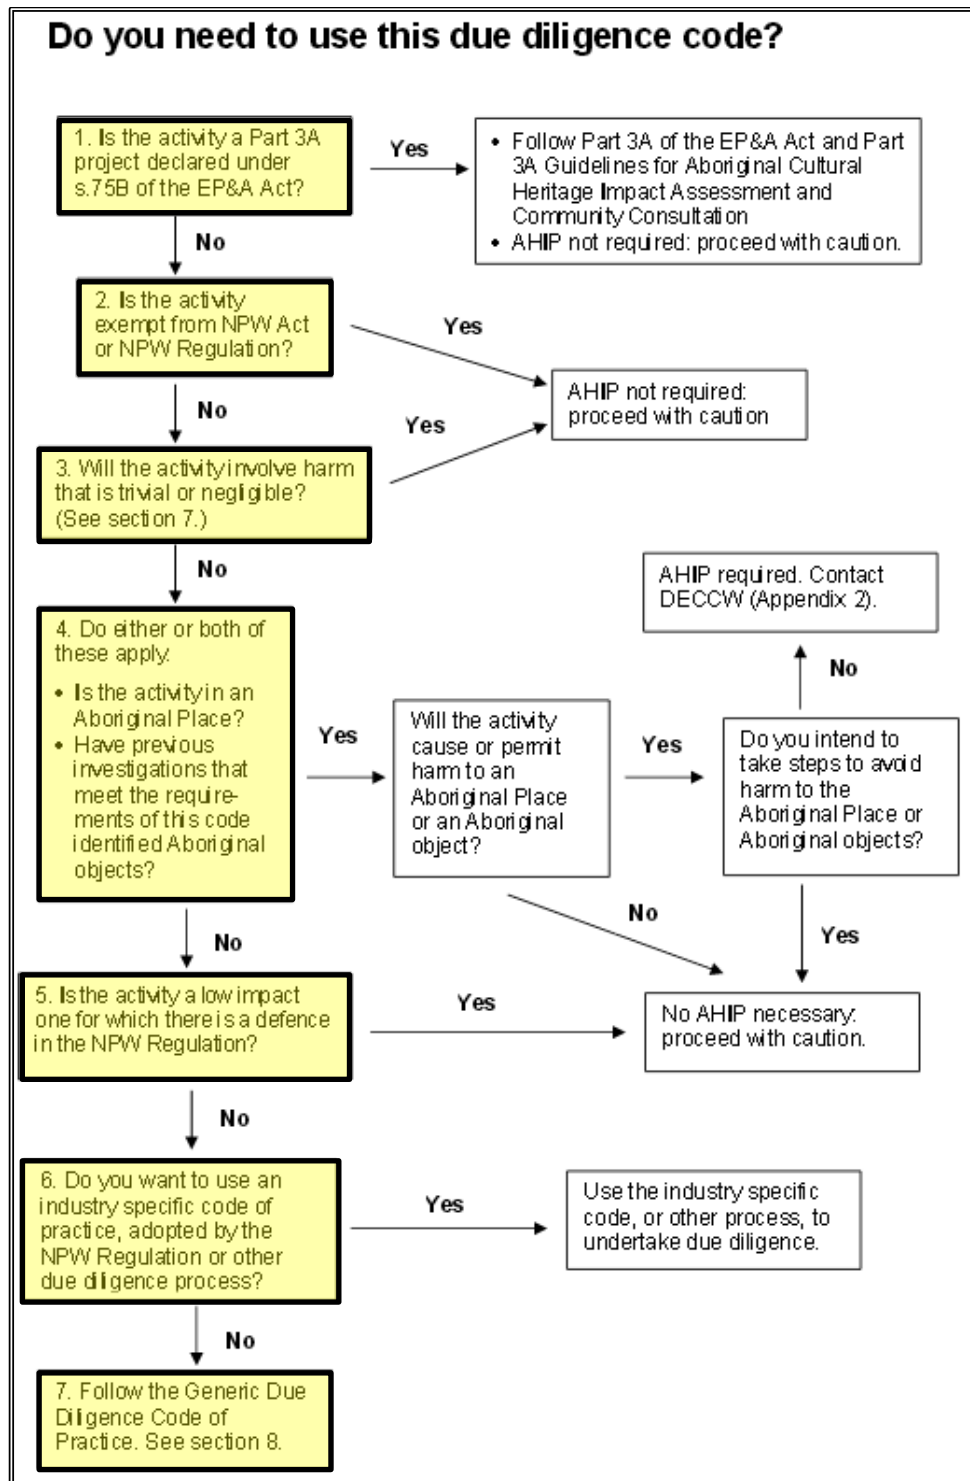 Do you need to use this due diligence code?
1. Is the activity a Part 3A
project declared under
s.75B of the EP&A Act?
Yes
• Follow Part 3A of the EP&A Act and Part
3A Guidelines for Aboriginal Cultural
Heritage Impact Assessment and
Community Consultation
• AHIP not required: proceed with caution.
No
2. Is the activity
exempt from NPW Act
or NPW Regulation?
Yes
AHIP not required:
proceed with caution
No
Yes
3. Will the activity involve harm
that is trivial or negligible?
(See section 7.)
No
AHIP required. Contact
DECCW (Appendix 2).
No
4. Do either or both of
these apply:
• Is the activity in an
Aboriginal Place?
• Have previous
investigations that
meet the require-
ments of this code
identified Aboriginal
objects?
Yes
Will the activity
cause or permit
harm to an
Aboriginal Place
or an Aboriginal
object?
Yes
Do you intend to
take steps to avoid
harm to the
Aboriginal Place or
Aboriginal objects?
No
Yes
No
5. Is the activity a low impact
one for which there is a defence
in the NPW Regulation?
Yes
No AHIP necessary:
proceed with caution.
No
6. Do you want to use an
industry specific code of
practice, adopted by the
NPW Regulation or other
due diligence process?
Yes
Use the industry specific
code, or other process, to
undertake due diligence.
No
7. Follow the Generic Due
Diligence Code of
Practice. See section 8.